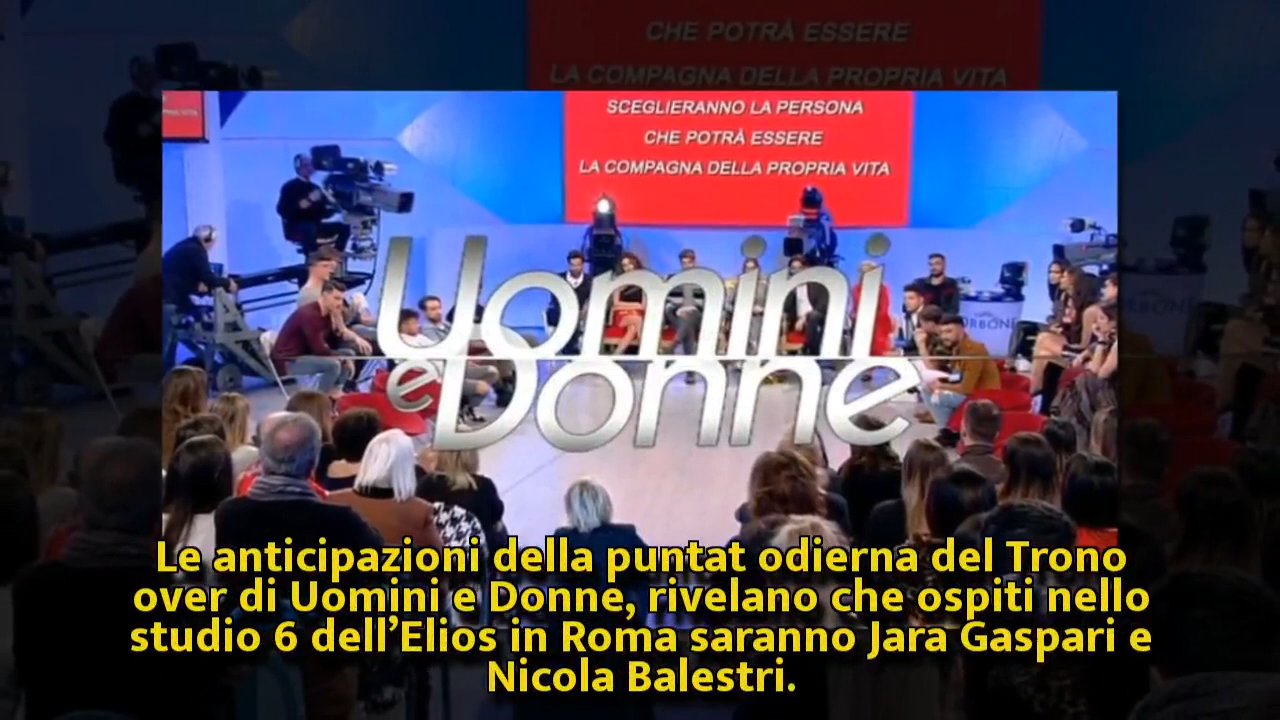 CHE POTRÀ ESSERE
LA COMPAGNA DELLA PROPRIA VITA
SCEGLIERANNO LA PERSONA
CHE POTRÀ ESSERE
LA COMPAGNA DELLA PROPRIA VITA
Uomini
e Donne
Le anticipazioni della puntat odierna del Trono
over di Uomini e Donne, rivelano che ospiti nello
studio 6 dell’Elios in Roma saranno Jara Gaspari e
Nicola Balestri.